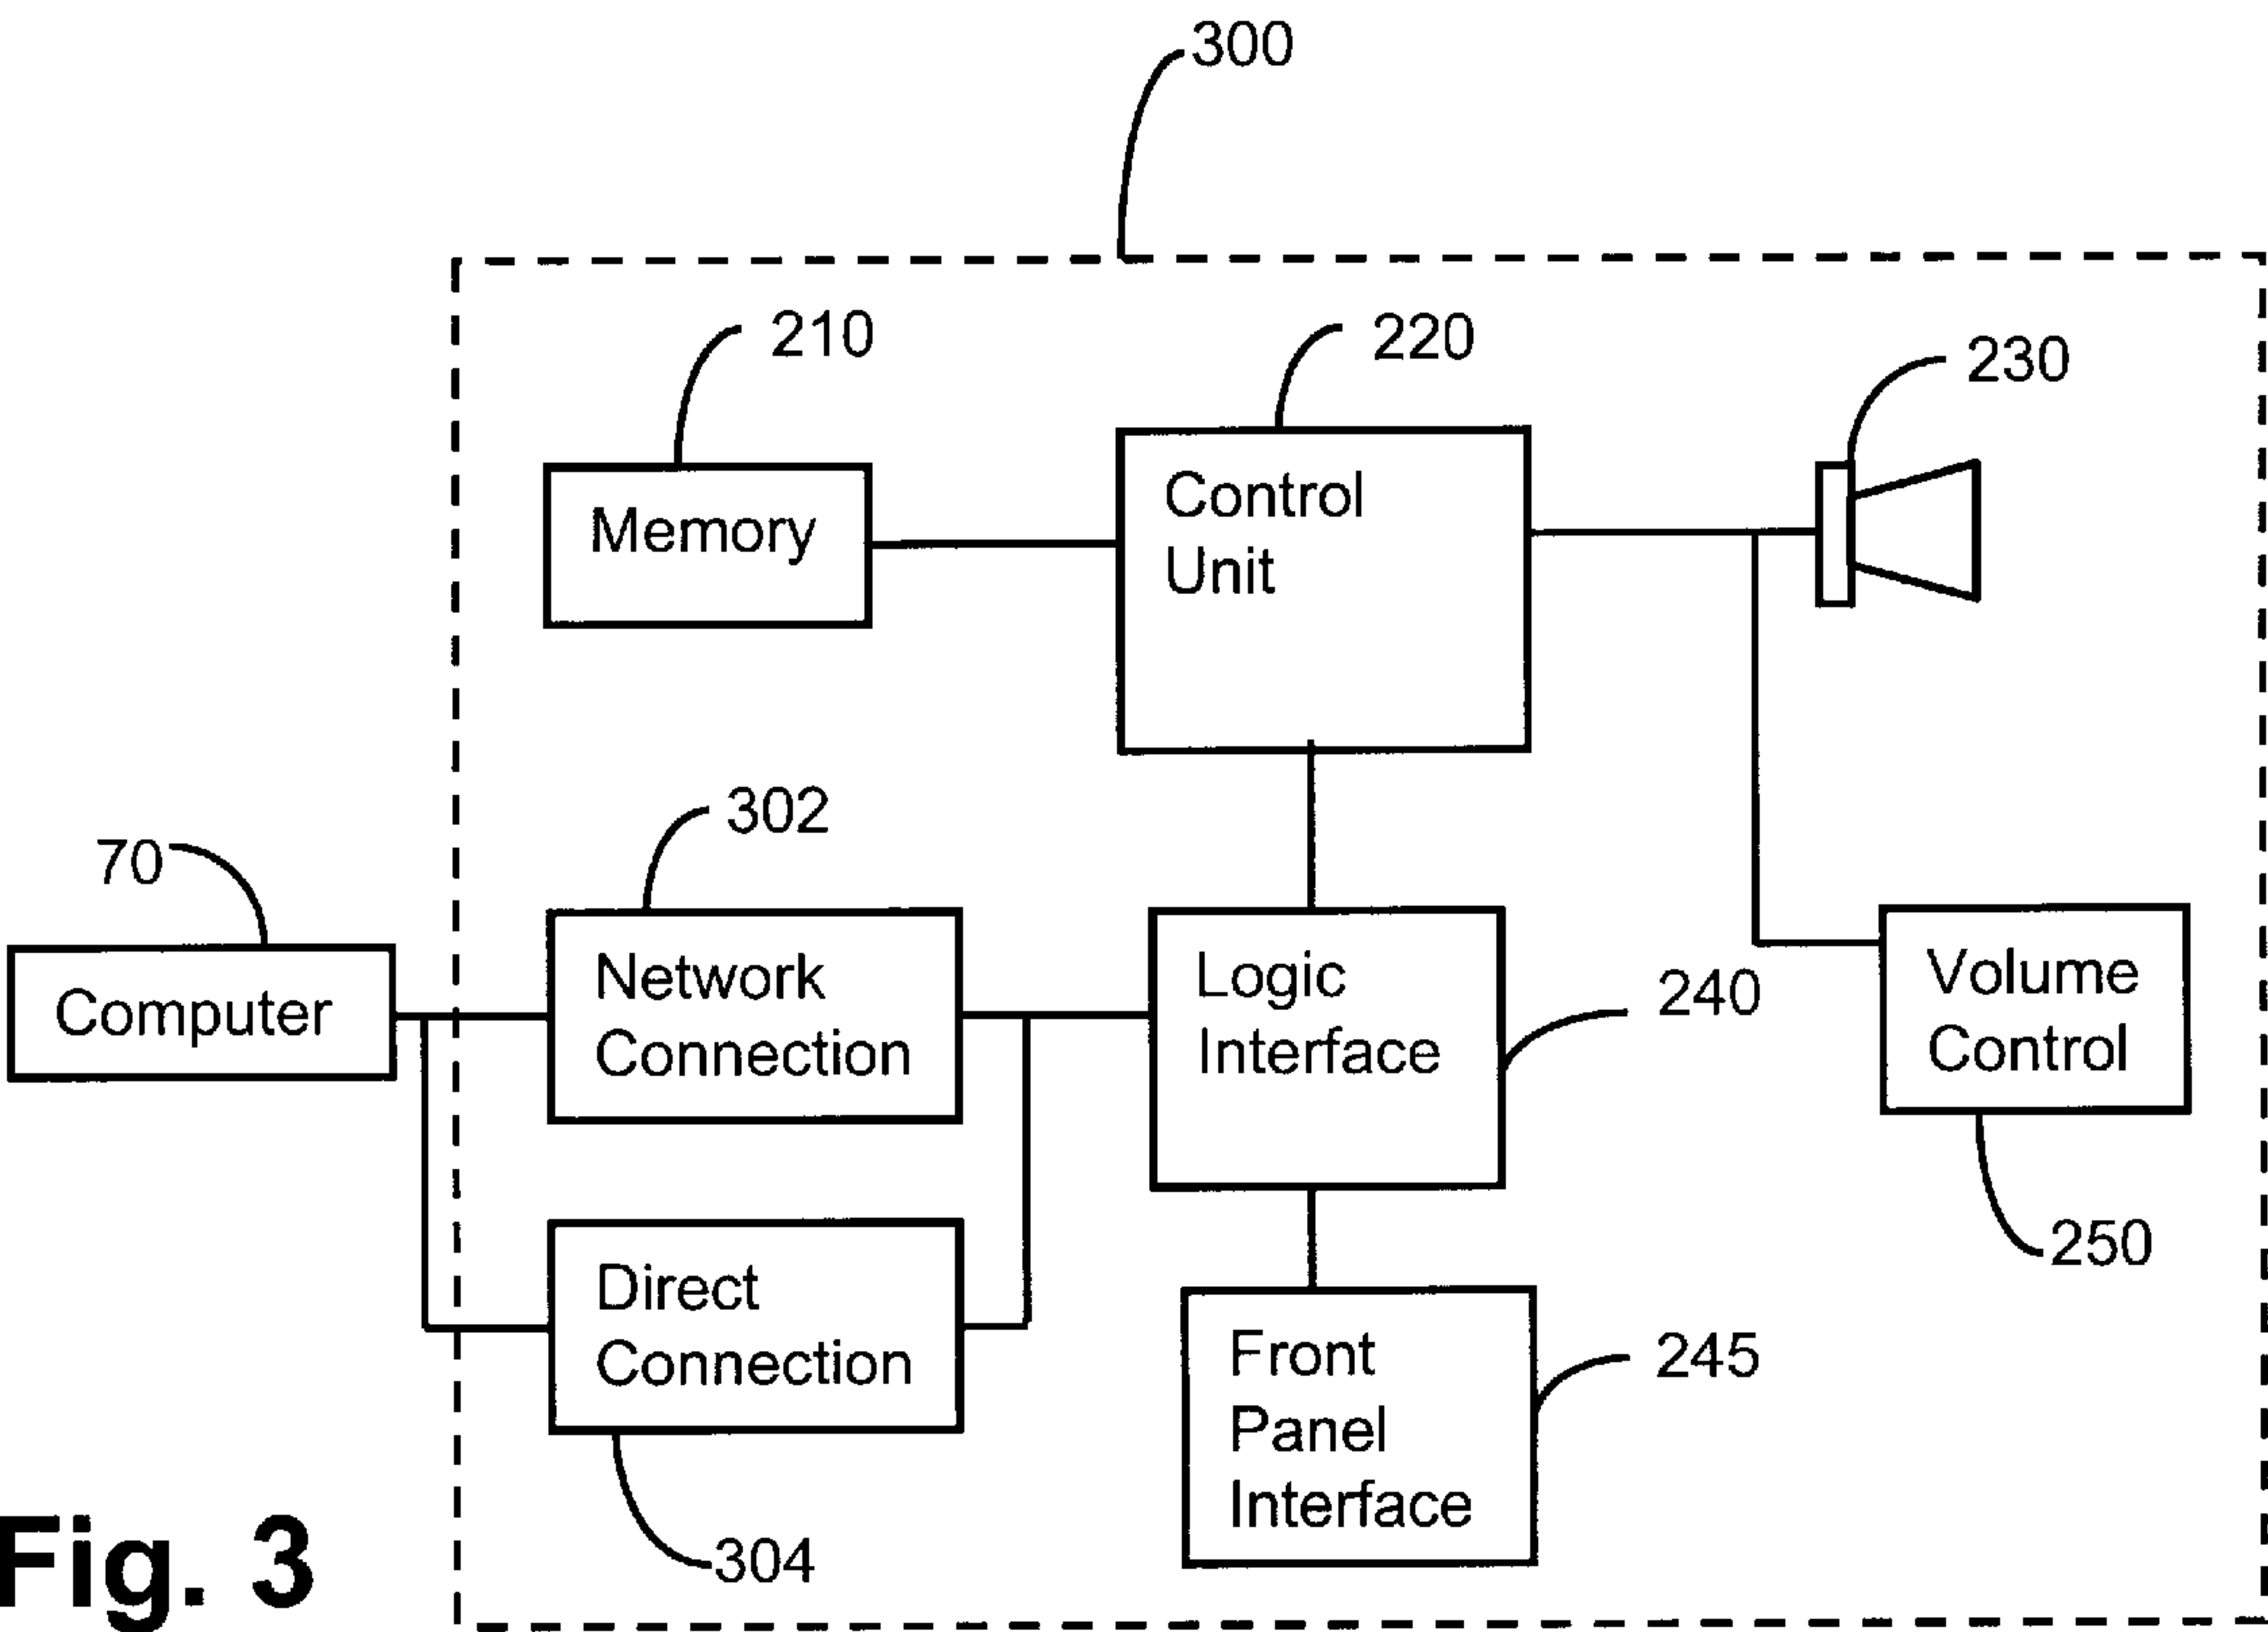 300
210
220
230
Memory
Control
Unit
302
70
Computer
Network
Connection
Logic
Interface
240
Volume
Control
250
Direct
Connection
304
Front
Panel
Interface
245
Fig. 3